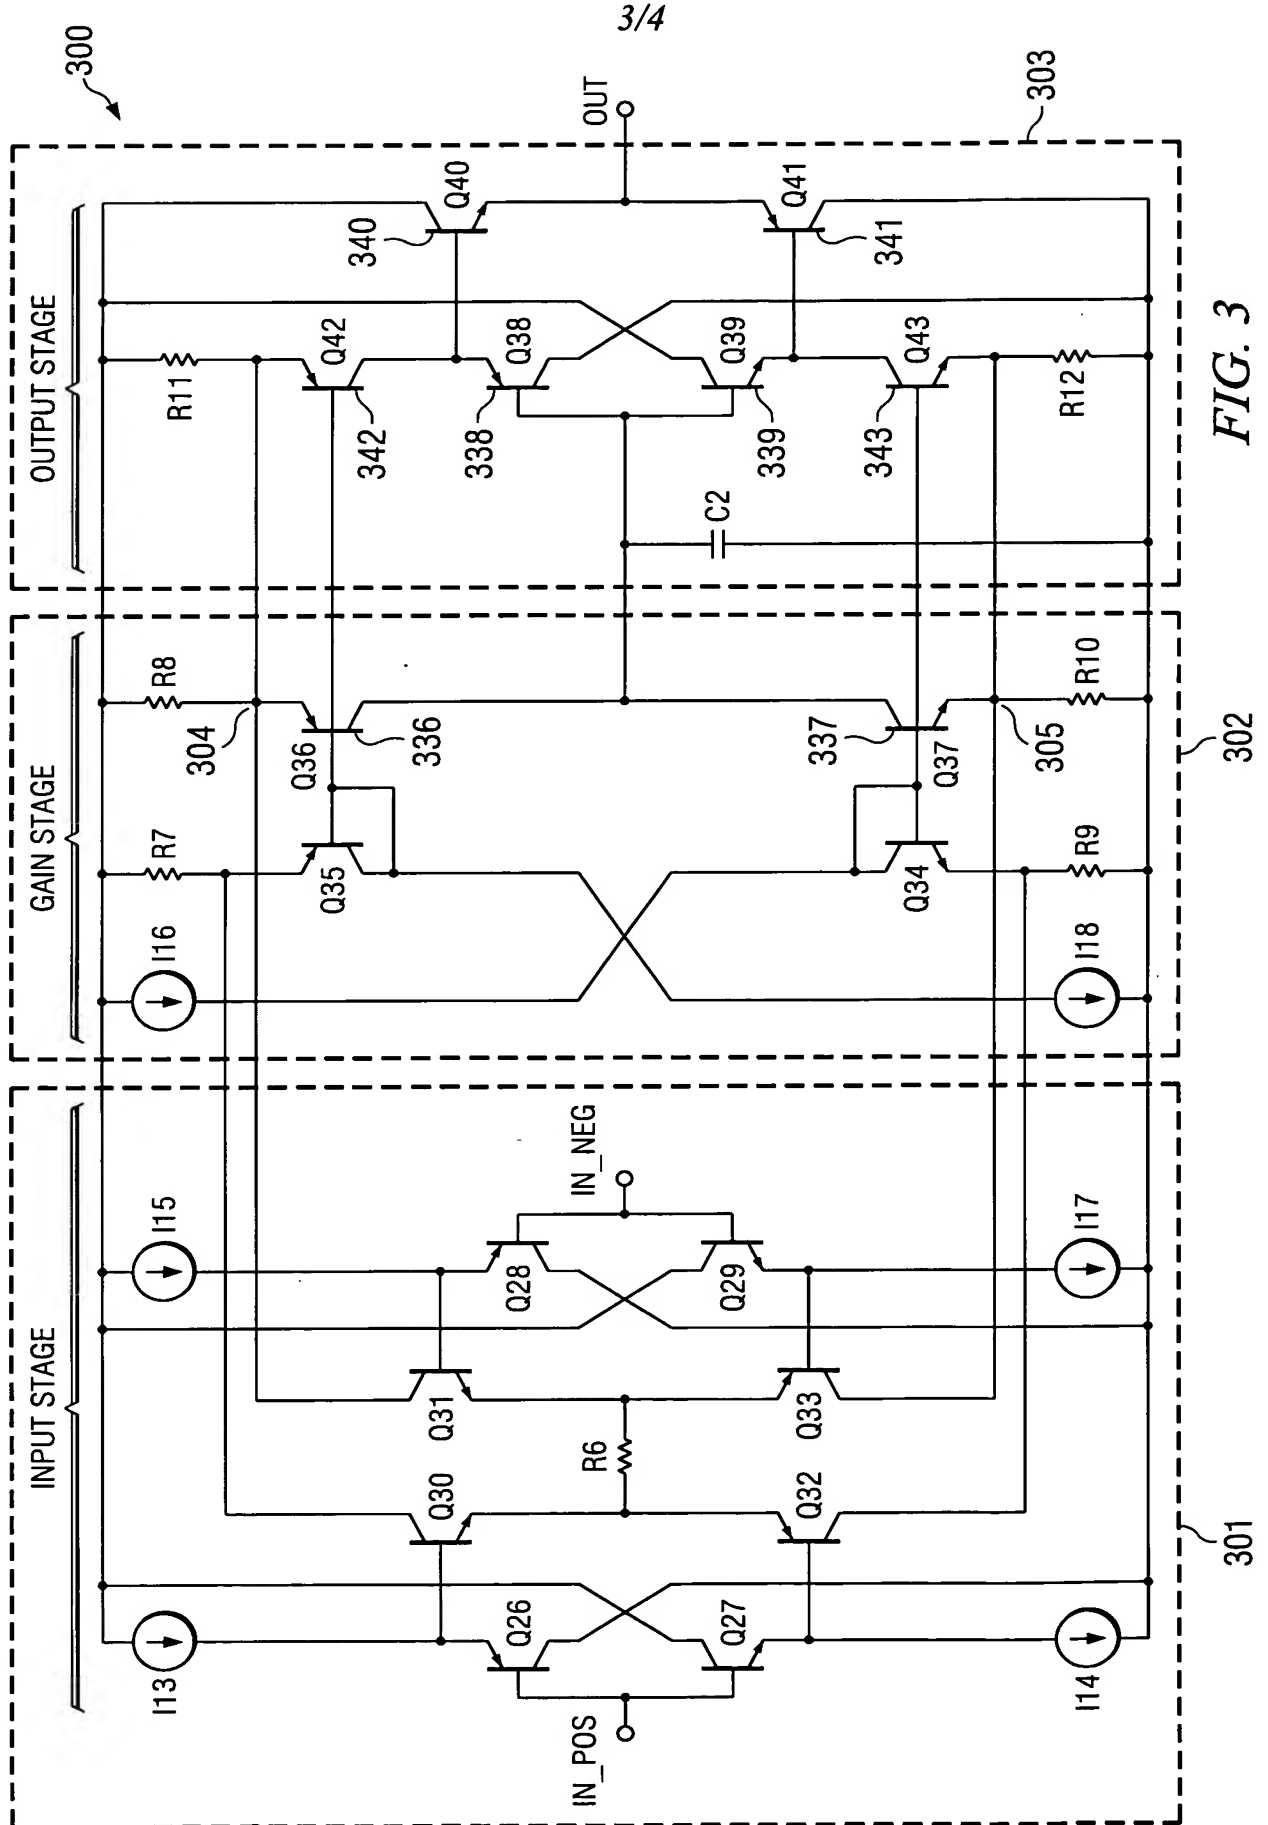 3/4
300
INPUT STAGE
GAIN STAGE
OUTPUT STAGE
I13
I15
I16
R7
R8
R11
304
Q30
Q31
Q35
Q36
336
Q42
342
340
Q40
Q26
Q28
338
Q38
IN_POS
R6
IN_NEG
OUT
C2
Q27
Q29
339
Q39
Q41
341
Q32
Q33
Q34
Q37
337
343
Q43
305
I14
I17
I18
R9
R10
R12
301
302
303
FIG. 3